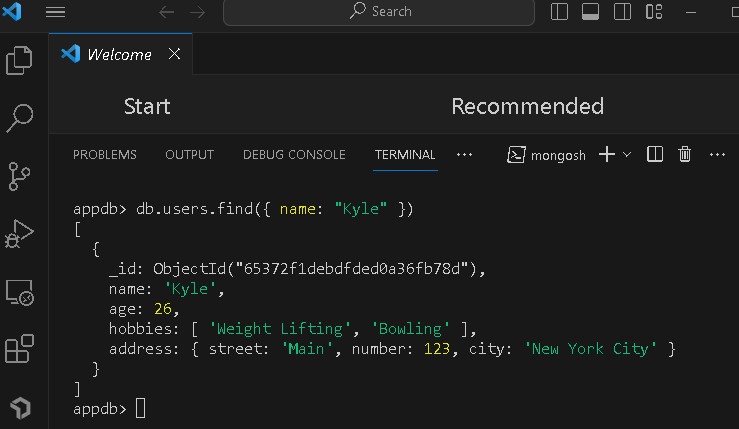 Search
Welcome
Start
Recommended
PROBLEMS OUTPUT DEBUG CONSOLE TERMINAL ... mongosh ...
appdb> db.users.find({ name: "Kyle" })
[
  {
    _id: ObjectId("65372f1debdfded0a36fb78d"),
    name: 'Kyle',
    age: 26,
    hobbies: [ 'Weight Lifting', 'Bowling' ],
    address: { street: 'Main', number: 123, city: 'New York City' }
  }
]
appdb>